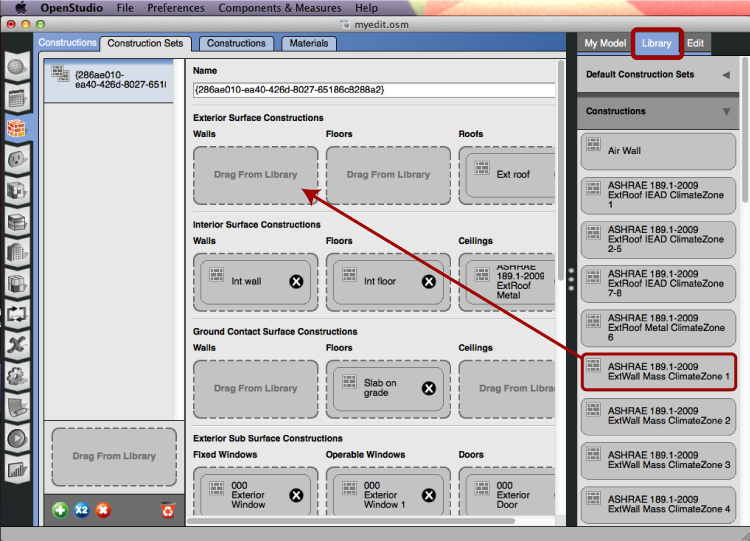 OpenStudio File Preferences Components & Measures Help
myedit.osm
Constructions Construction Sets Constructions Materials
My Model Library Edit
{286ae010-
ea40-426d-8027-6518
Drag From Library
x2
Name
{286ae010-ea40-426d-8027-65186c8288a2}
Exterior Surface Constructions
Walls Floors Roofs
Drag From Library Drag From Library Ext roof
Interior Surface Constructions
Walls Floors Ceilings
Int wall Int floor
ASHRAE
189.1-2009
ExtRoof
Metal
Ground Contact Surface Constructions
Walls Floors Ceilings
Drag From Library
Slab on
grade
Drag From Libra
Exterior Sub Surface Constructions
Fixed Windows Operable Windows Doors
000
Exterior
Window
000
Exterior
Window 1
000
Exterior
Door
Default Construction Sets
Constructions
Air Wall
ASHRAE 189.1-2009
ExtRoof IEAD ClimateZone
1
ASHRAE 189.1-2009
ExtRoof IEAD ClimateZone
2-5
ASHRAE 189.1-2009
ExtRoof IEAD ClimateZone
7-8
ASHRAE 189.1-2009
ExtRoof Metal ClimateZone
6
ASHRAE 189.1-2009
ExtWall Mass ClimateZone 1
ASHRAE 189.1-2009
ExtWall Mass ClimateZone 2
ASHRAE 189.1-2009
ExtWall Mass ClimateZone 3
ASHRAE 189.1-2009
ExtWall Mass ClimateZone 4